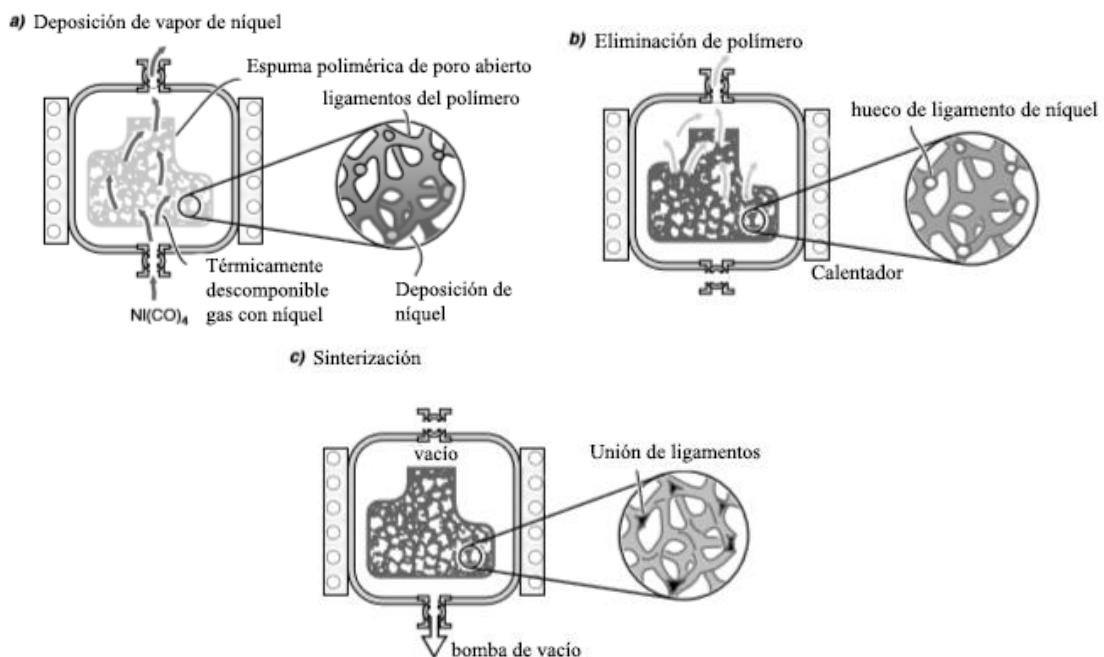 a) Deposición de vapor de níquel
Espuma polimérica de poro abierto
ligamentos del polímero
Térmicamente
descomponible
gas con níquel
Deposición de
níquel
NI(CO)₄
b) Eliminación de polímero
hueco de ligamento de níquel
Calentador
c) Sinterización
vacío
Unión de ligamentos
bomba de vacío